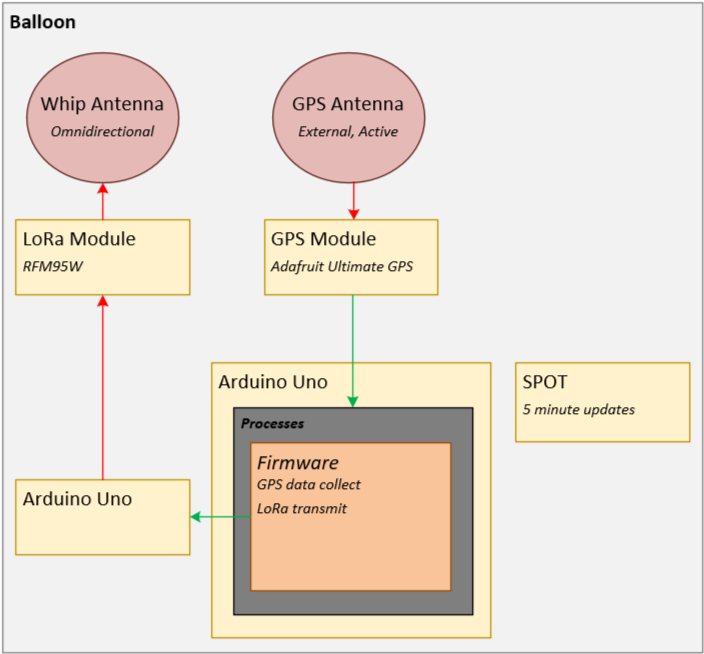 Balloon
Whip Antenna
Omnidirectional
GPS Antenna
External, Active
LoRa Module
RFM95W
GPS Module
Adafruit Ultimate GPS
Arduino Uno
Processes
Firmware
GPS data collect
LoRa transmit
SPOT
5 minute updates
Arduino Uno